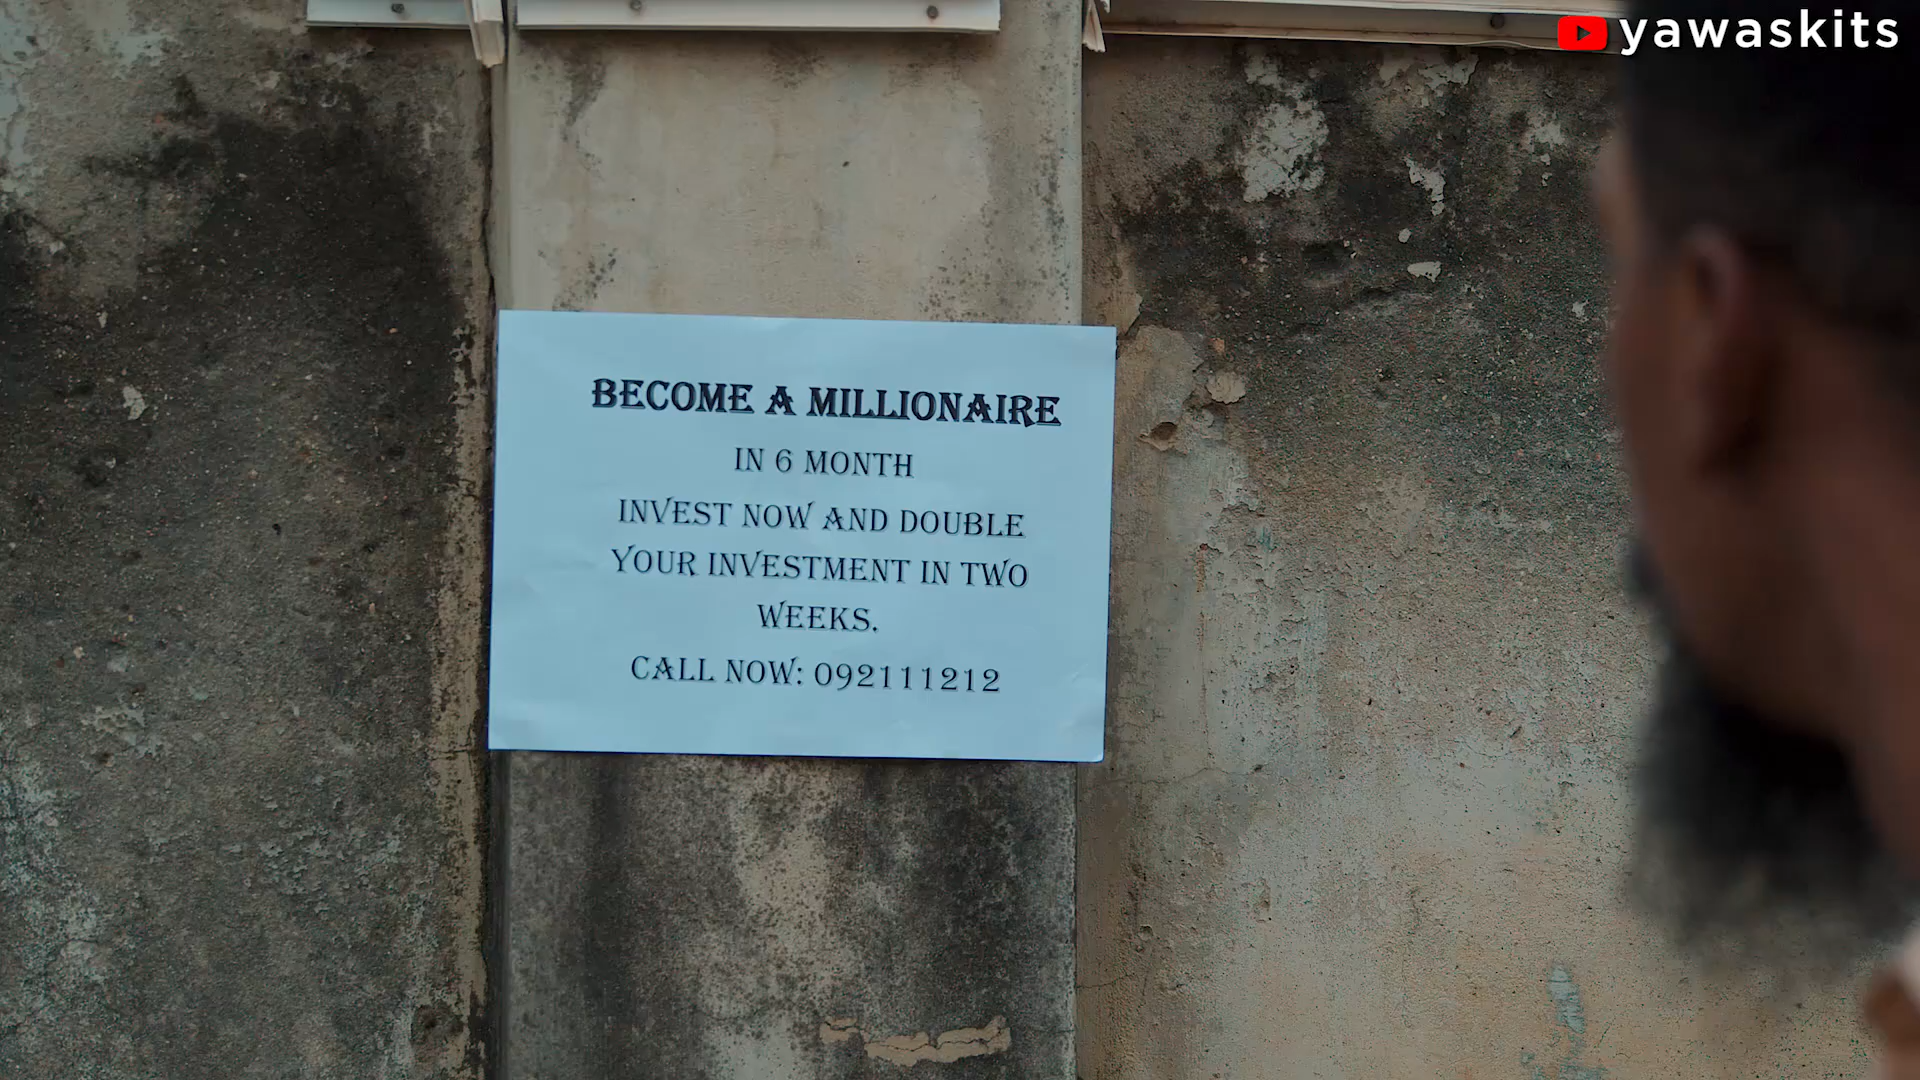 yawaskits
BECOME A MILLIONAIRE
IN 6 MONTH
INVEST NOW AND DOUBLE
YOUR INVESTMENT IN TWO
WEEKS.
CALL NOW: 092111212